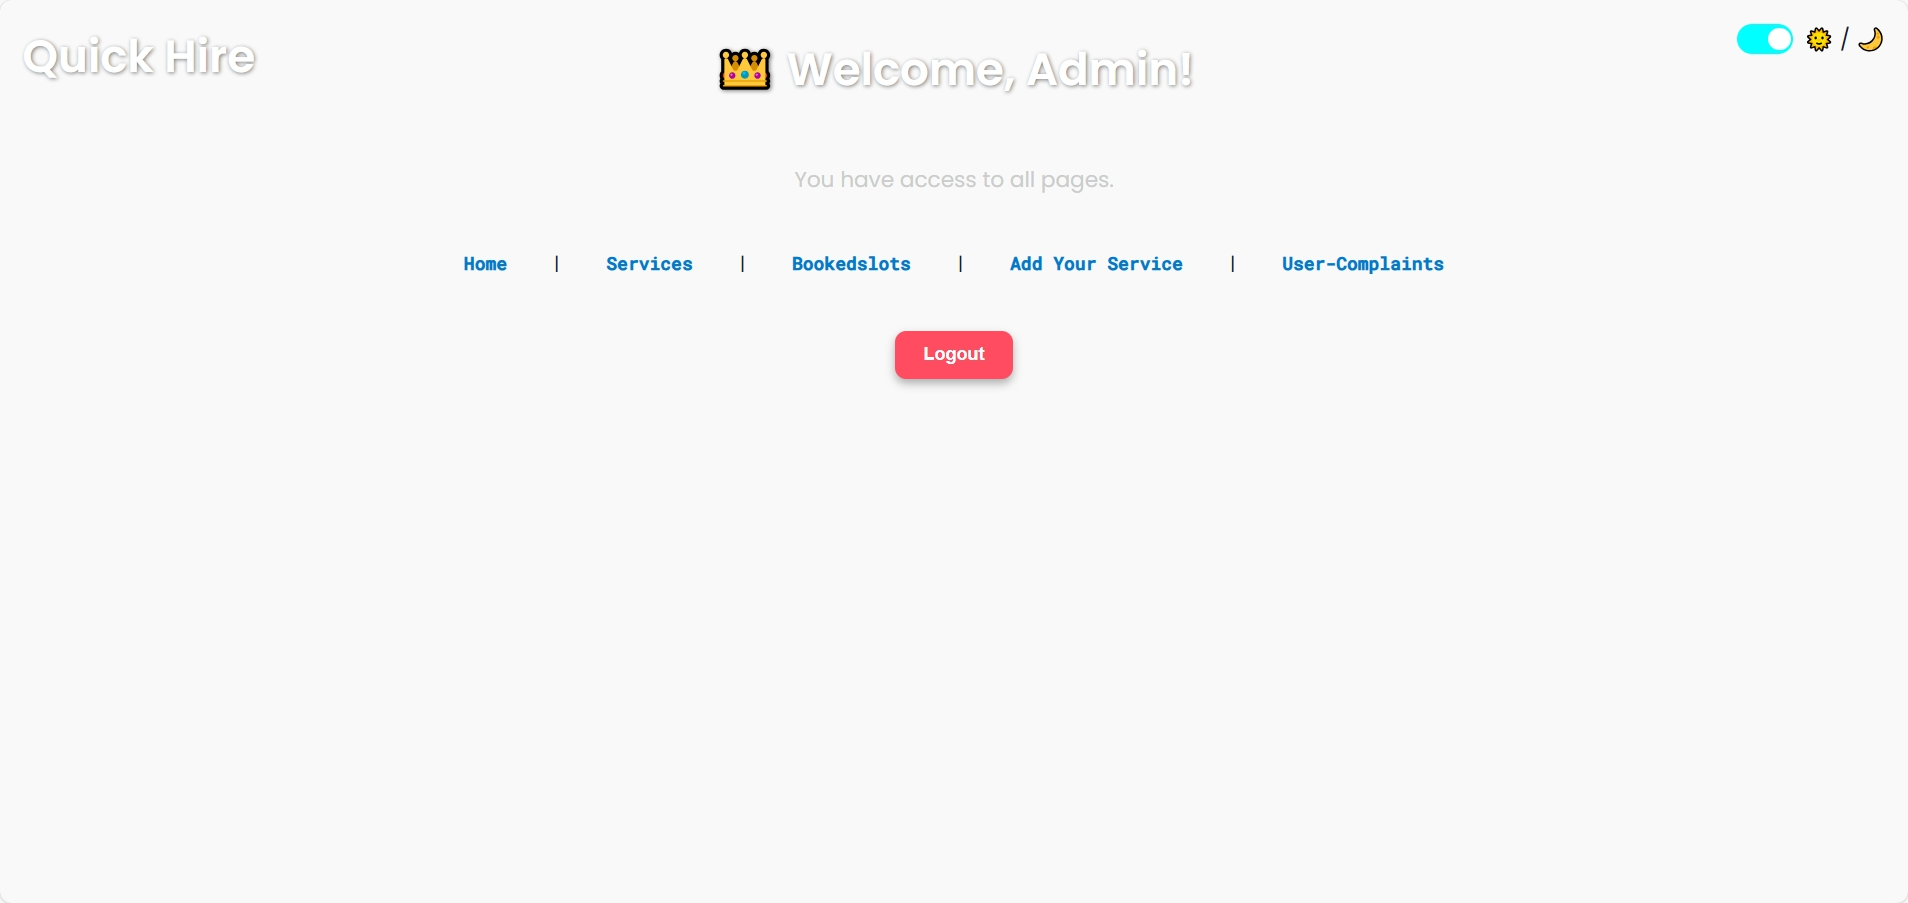 Quick Hire
👑 Welcome, Admin!
🌞 / 🌙
You have access to all pages.
Home | Services | Bookedslots | Add Your Service | User-Complaints
Logout